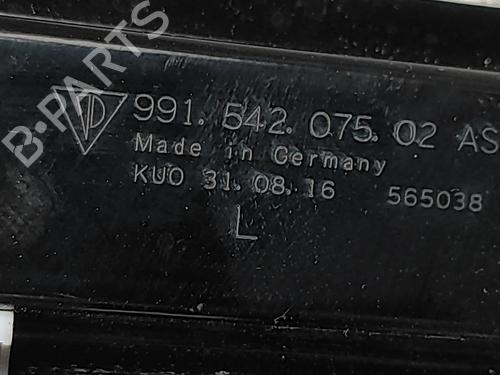 B-PARTS
991. 542. 075. 02 AS
Made in Germany
KUO 31. 08. 16 565038
L